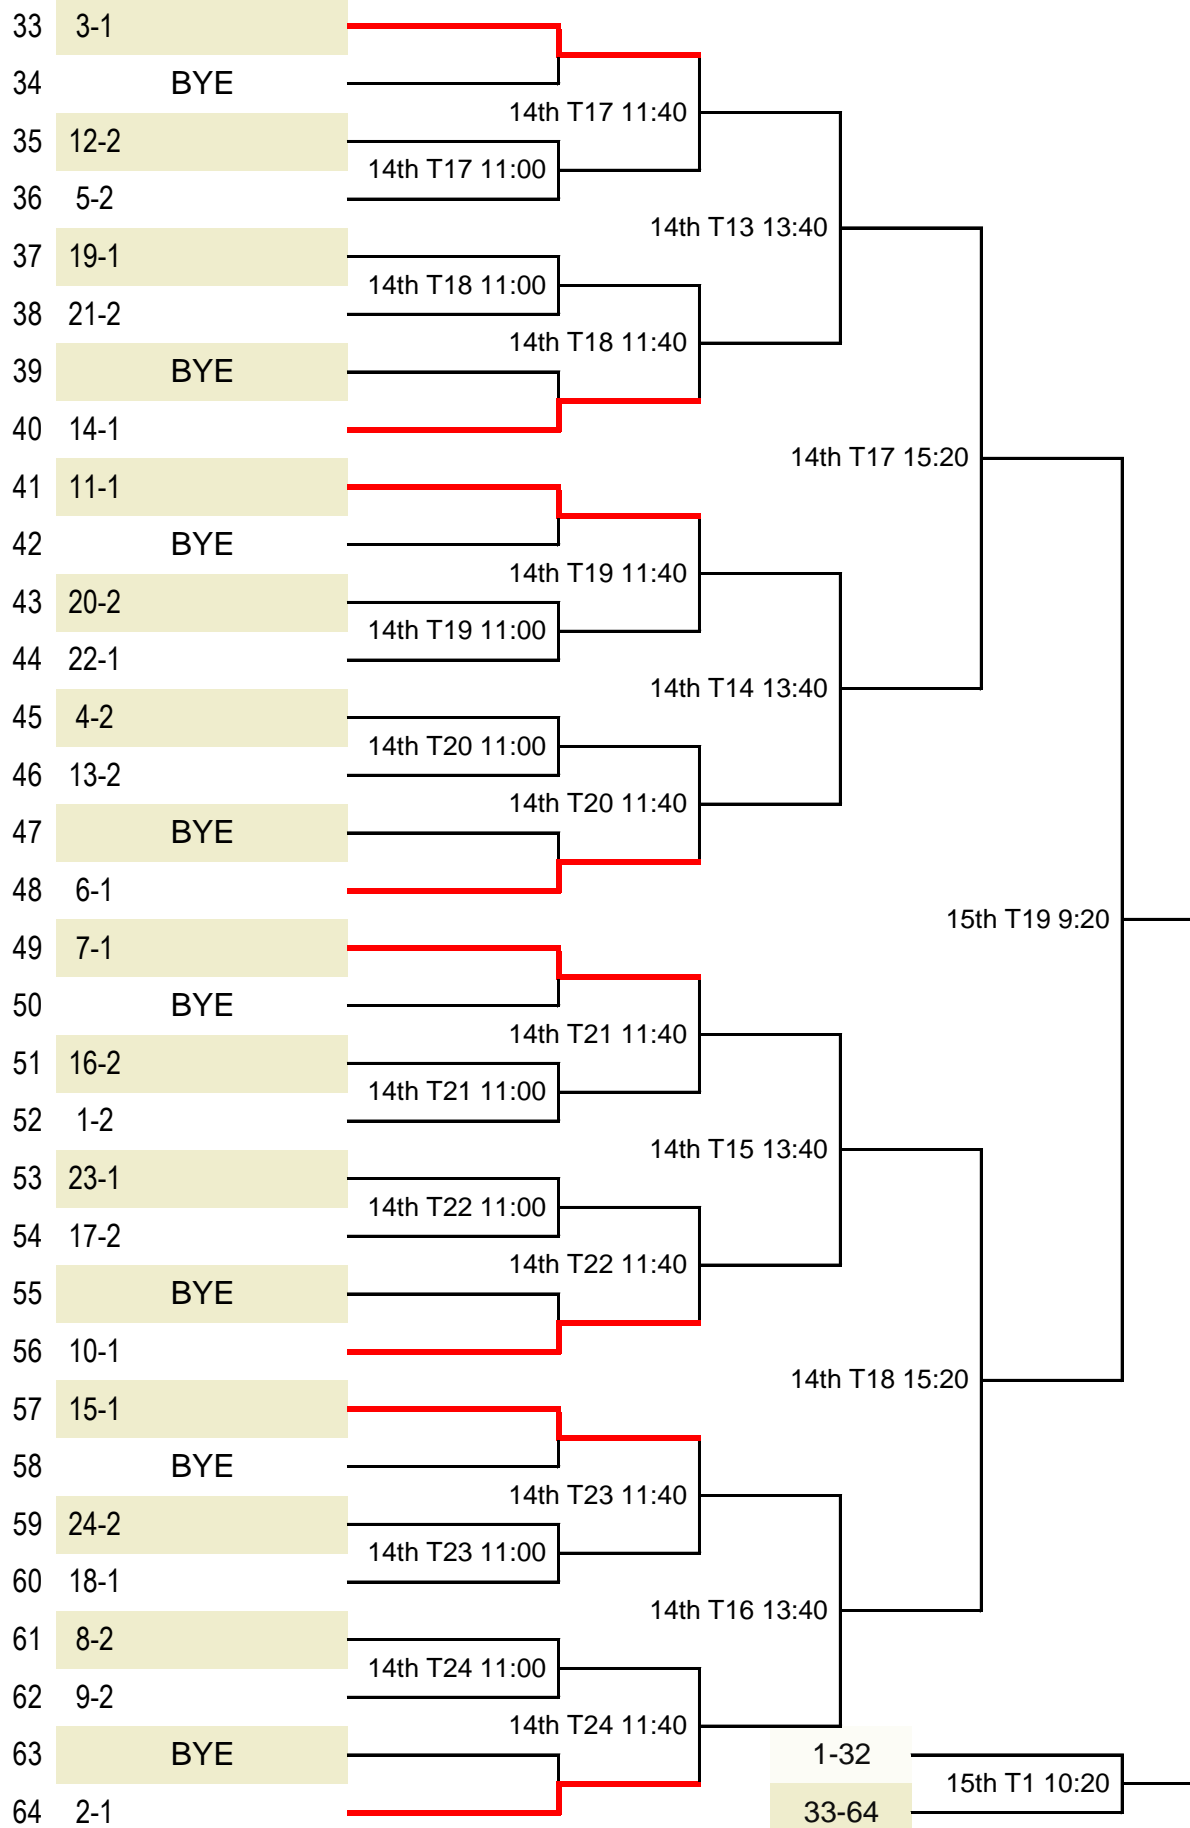 33 3-1
34 BYE
14th T17 11:40
35 12-2
14th T17 11:00
36 5-2
14th T13 13:40
37 19-1
14th T18 11:00
38 21-2
14th T18 11:40
39 BYE
40 14-1
14th T17 15:20
41 11-1
42 BYE
14th T19 11:40
43 20-2
14th T19 11:00
44 22-1
14th T14 13:40
45 4-2
14th T20 11:00
46 13-2
14th T20 11:40
47 BYE
48 6-1
15th T19 9:20
49 7-1
50 BYE
14th T21 11:40
51 16-2
14th T21 11:00
52 1-2
14th T15 13:40
53 23-1
14th T22 11:00
54 17-2
14th T22 11:40
55 BYE
56 10-1
14th T18 15:20
57 15-1
58 BYE
14th T23 11:40
59 24-2
14th T23 11:00
60 18-1
14th T16 13:40
61 8-2
14th T24 11:00
62 9-2
14th T24 11:40
63 BYE 1-32
15th T1 10:20
64 2-1 33-64